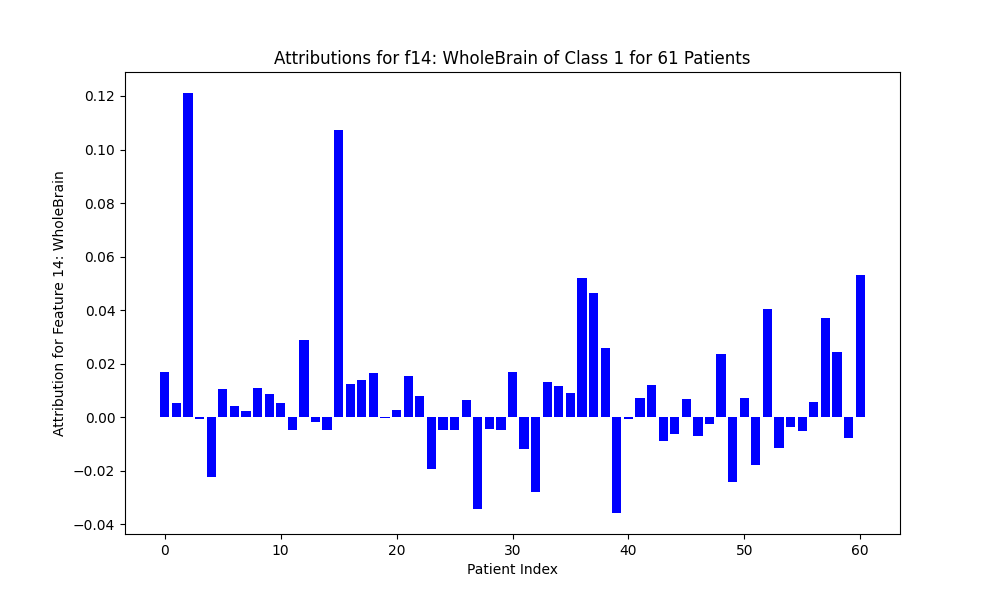 Attributions for f14: WholeBrain of Class 1 for 61 Patients
Attribution for Feature 14: WholeBrain
0.12
0.10
0.08
0.06
0.04
0.02
0.00
−0.02
−0.04
0 10 20 30 40 50 60
Patient Index